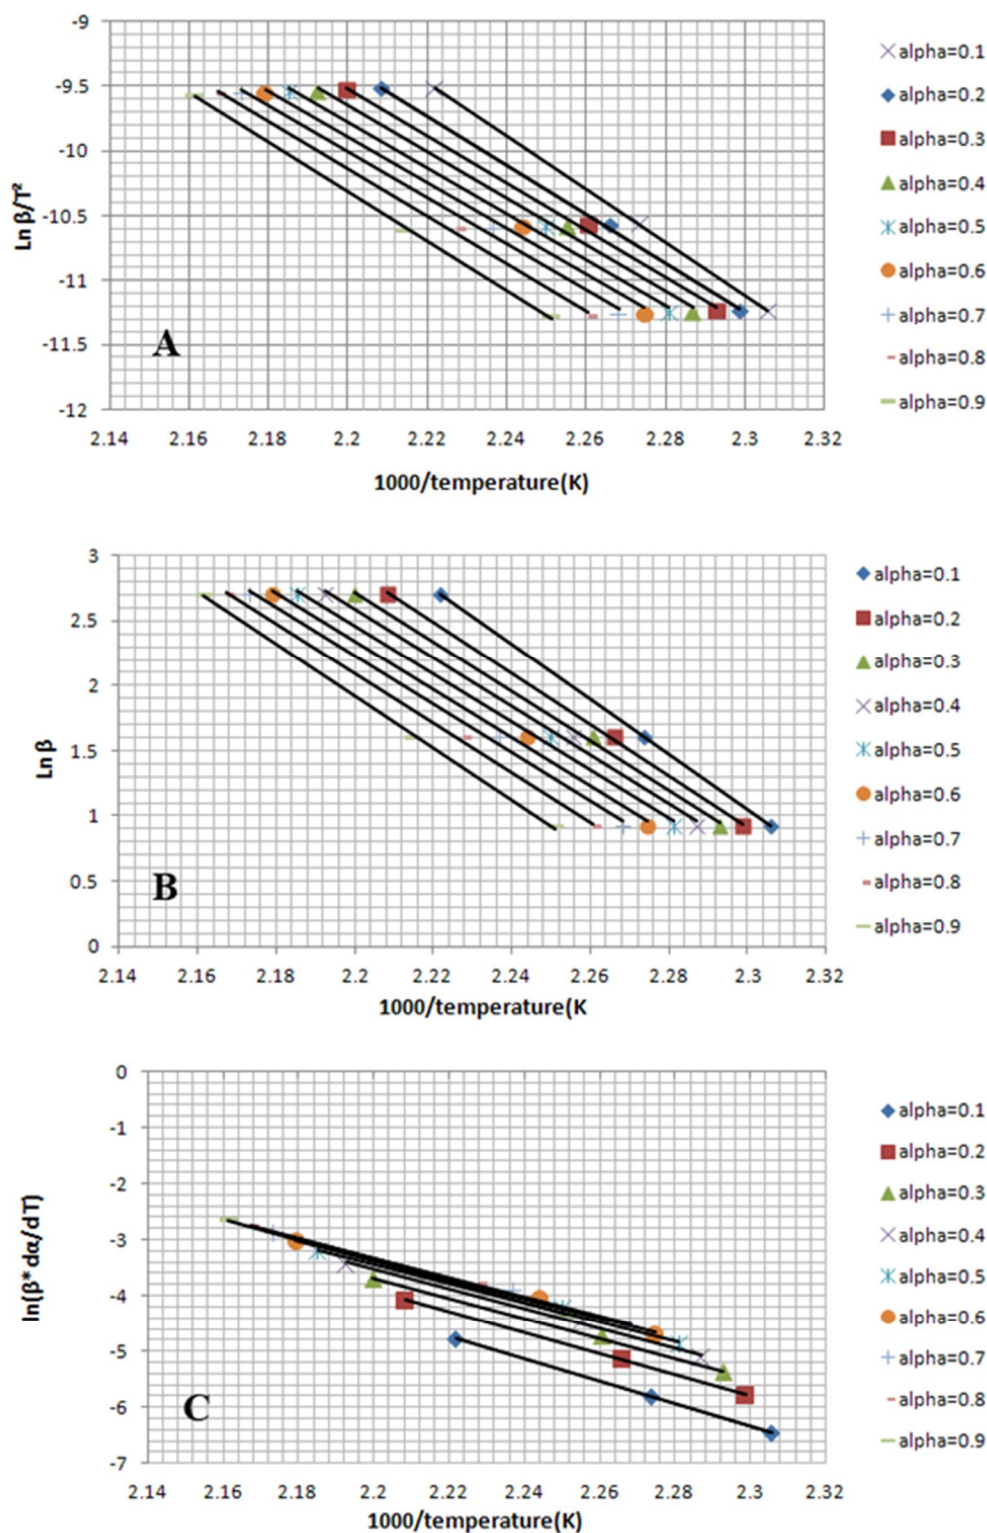 -9
-9.5
-10
-10.5
-11
-11.5
-12
Ln β/T²
A
2.14 2.16 2.18 2.2 2.22 2.24 2.26 2.28 2.3 2.32
1000/temperature(K)
alpha=0.1
alpha=0.2
alpha=0.3
alpha=0.4
alpha=0.5
alpha=0.6
alpha=0.7
alpha=0.8
alpha=0.9
3
2.5
2
1.5
1
0.5
0
Ln β
B
2.14 2.16 2.18 2.2 2.22 2.24 2.26 2.28 2.3 2.32
1000/temperature(K
alpha=0.1
alpha=0.2
alpha=0.3
alpha=0.4
alpha=0.5
alpha=0.6
alpha=0.7
alpha=0.8
alpha=0.9
0
-1
-2
-3
-4
-5
-6
-7
ln(β* dα/dT)
C
2.14 2.16 2.18 2.2 2.22 2.24 2.26 2.28 2.3 2.32
1000/temperature(K)
alpha=0.1
alpha=0.2
alpha=0.3
alpha=0.4
alpha=0.5
alpha=0.6
alpha=0.7
alpha=0.8
alpha=0.9